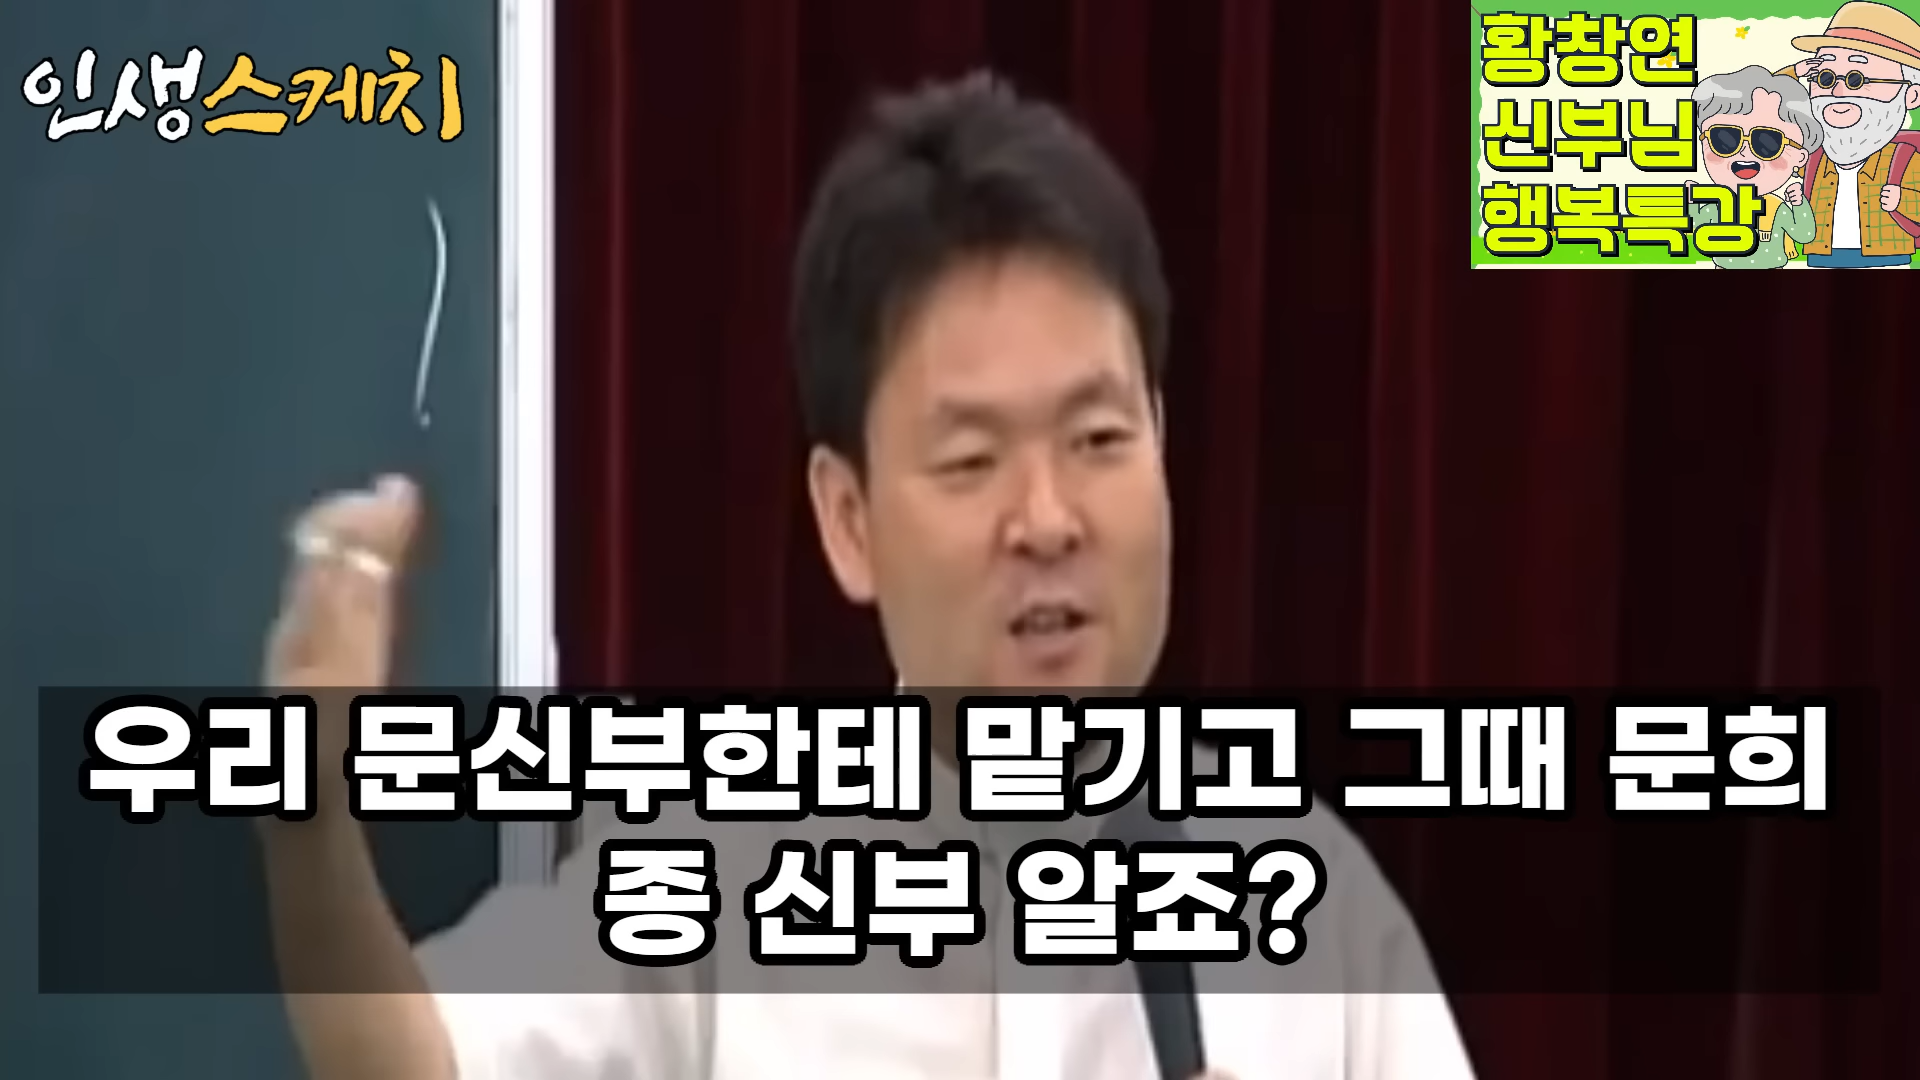 인생스케치
황창연
신부님
행복특강
우리 문신부한테 맡기고 그때 문희
종 신부 알죠?